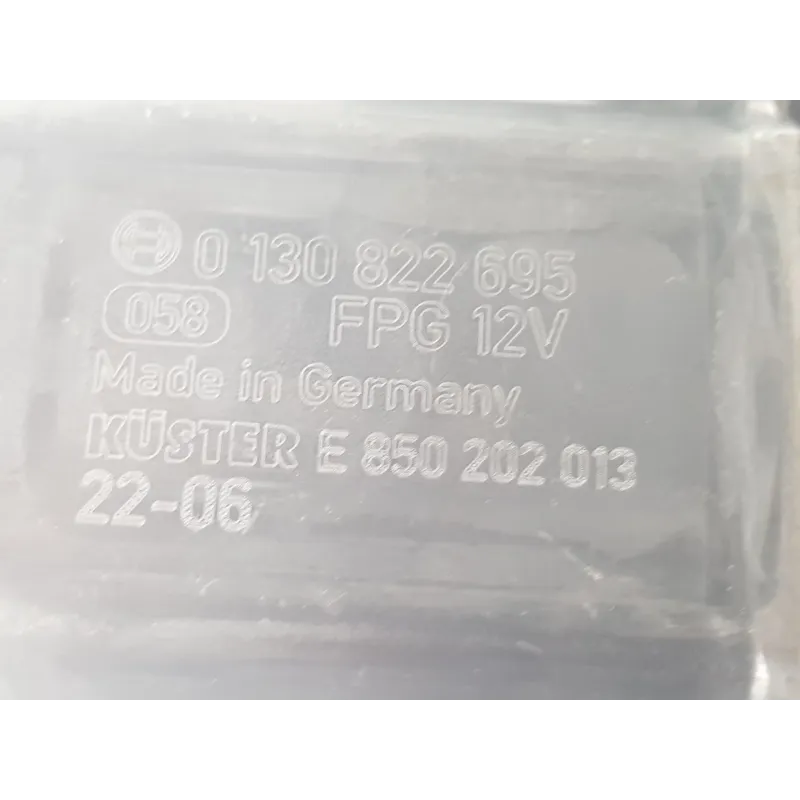 0 130 822 695
058 FPG 12V
Made in Germany
KÜSTER E 850 202 013
22-06